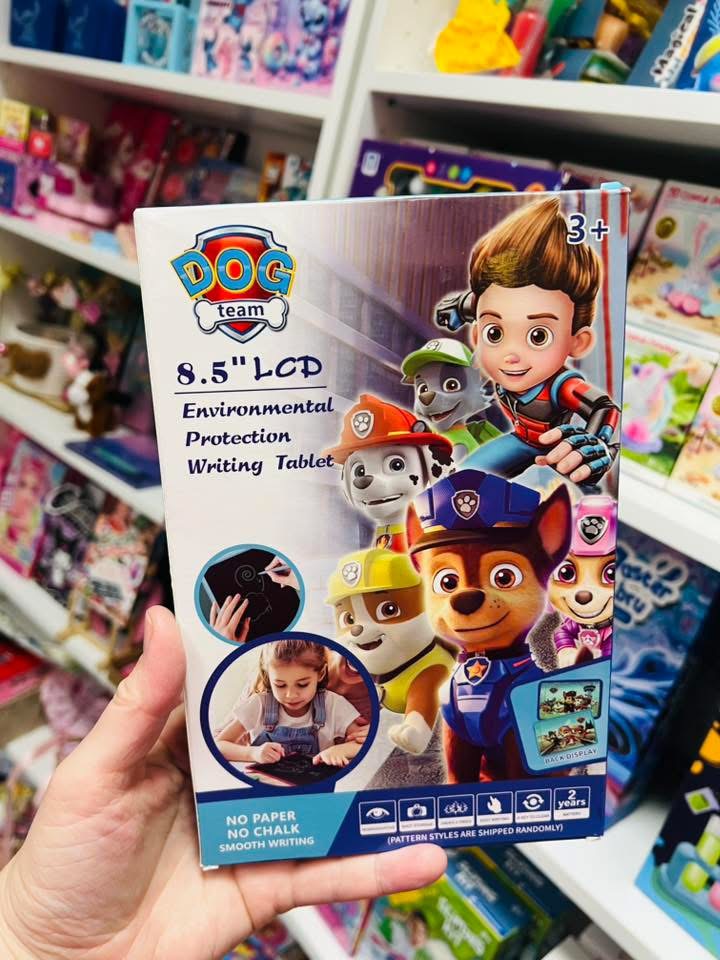 Magical
3+
DOG
team
8.5" LCD
Environmental
Protection
Writing Tablet
BACK DISPLAY
NO PAPER
NO CHALK
SMOOTH WRITING
2
years
(PATTERN STYLES ARE SHIPPED RANDOMLY)